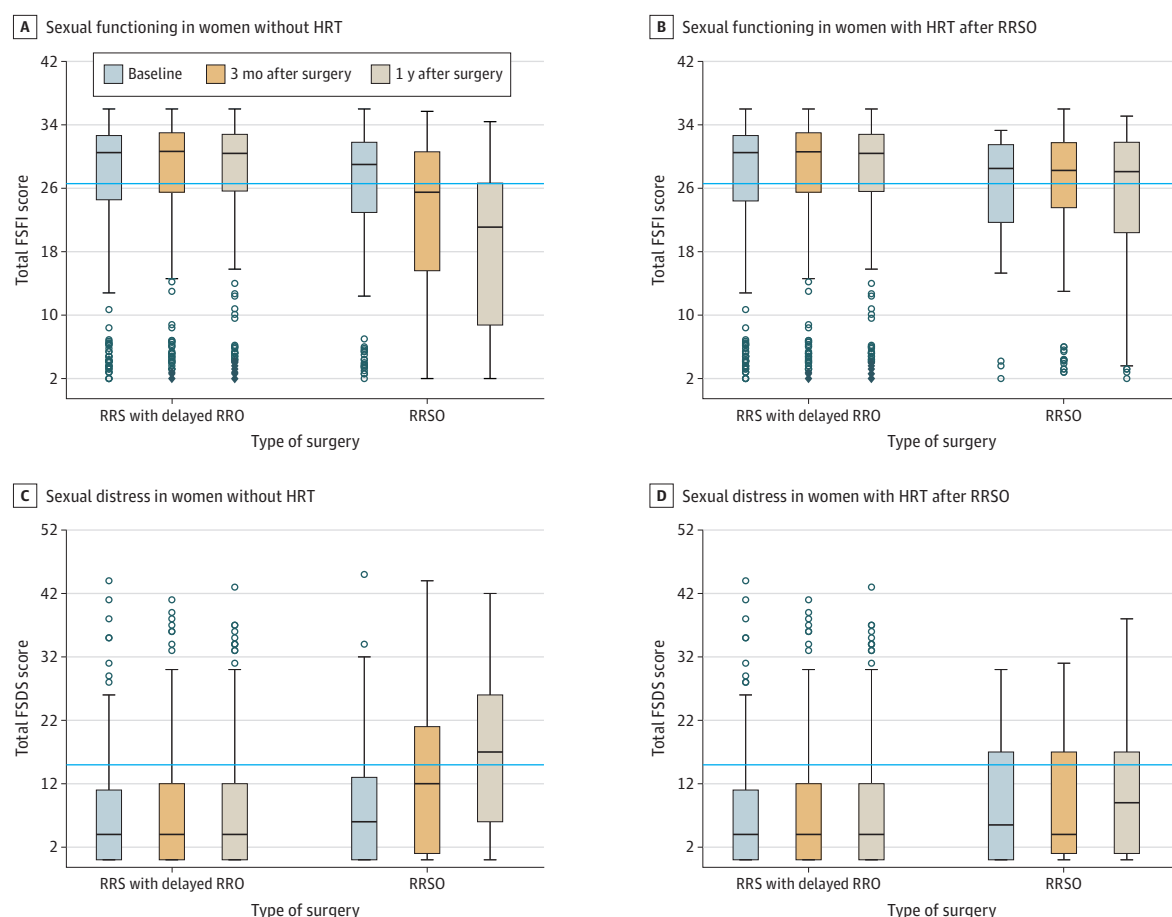 A Sexual functioning in women without HRT
42
34
26
18
10
2
Total FSFI score
Baseline
3 mo after surgery
1 y after surgery
RRS with delayed RRO
RRSO
Type of surgery
B Sexual functioning in women with HRT after RRSO
42
34
26
18
10
2
Total FSFI score
RRS with delayed RRO
RRSO
Type of surgery
C Sexual distress in women without HRT
52
42
32
22
12
2
Total FSDS score
RRS with delayed RRO
RRSO
Type of surgery
D Sexual distress in women with HRT after RRSO
52
42
32
22
12
2
Total FSDS score
RRS with delayed RRO
RRSO
Type of surgery